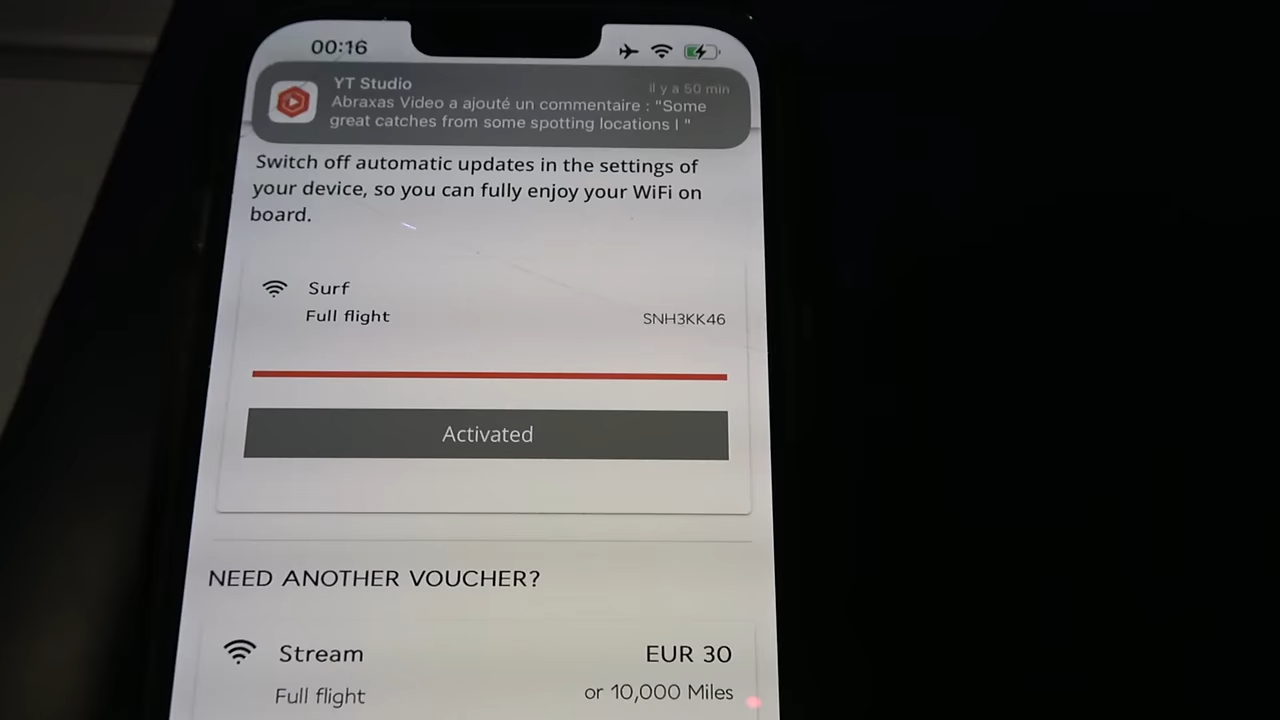 00:16
YT Studio
il y a 50 min
Abraxas Video a ajouté un commentaire : "Some
great catches from some spotting locations ! "
Switch off automatic updates in the settings of
your device, so you can fully enjoy your WiFi on
board.
Surf
Full flight
SNH3KK46
Activated
NEED ANOTHER VOUCHER?
Stream
EUR 30
Full flight
or 10,000 Miles